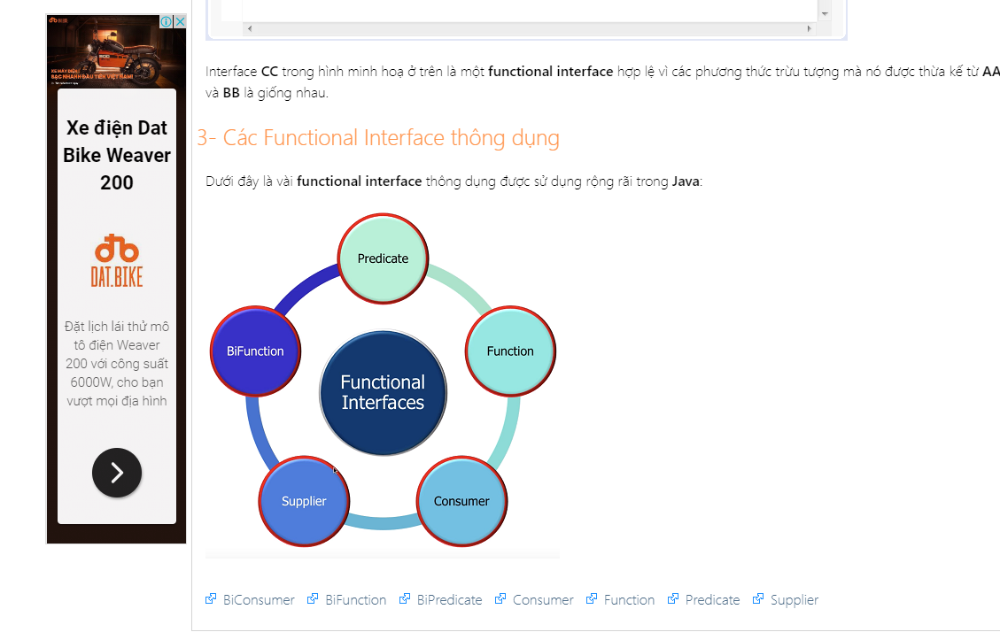 Interface CC trong hình minh hoạ ở trên là một functional interface hợp lệ vì các phương thức trừu tượng mà nó được thừa kế từ AA
và BB là giống nhau.
3- Các Functional Interface thông dụng
Dưới đây là vài functional interface thông dụng được sử dụng rộng rãi trong Java:
Predicate
BiFunction
Function
Functional
Interfaces
Supplier
Consumer
BiConsumer BiFunction BiPredicate Consumer Function Predicate Supplier
XE MÁY ĐIỆN
Xe điện Dat
Bike Weaver
200
db
DAT.BIKE
Đặt lịch lái thử mô
tô điện Weaver
200 với công suất
6000W, cho bạn
vượt mọi địa hình